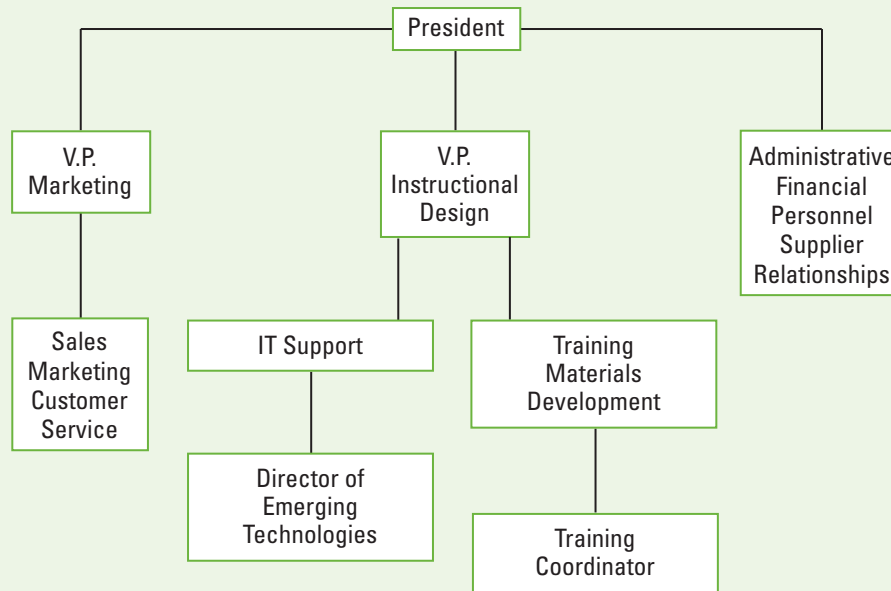 President
V.P.
Marketing
V.P.
Instructional
Design
Administrative
Financial
Personnel
Supplier
Relationships
Sales
Marketing
Customer
Service
IT Support
Training
Materials
Development
Director of
Emerging
Technologies
Training
Coordinator